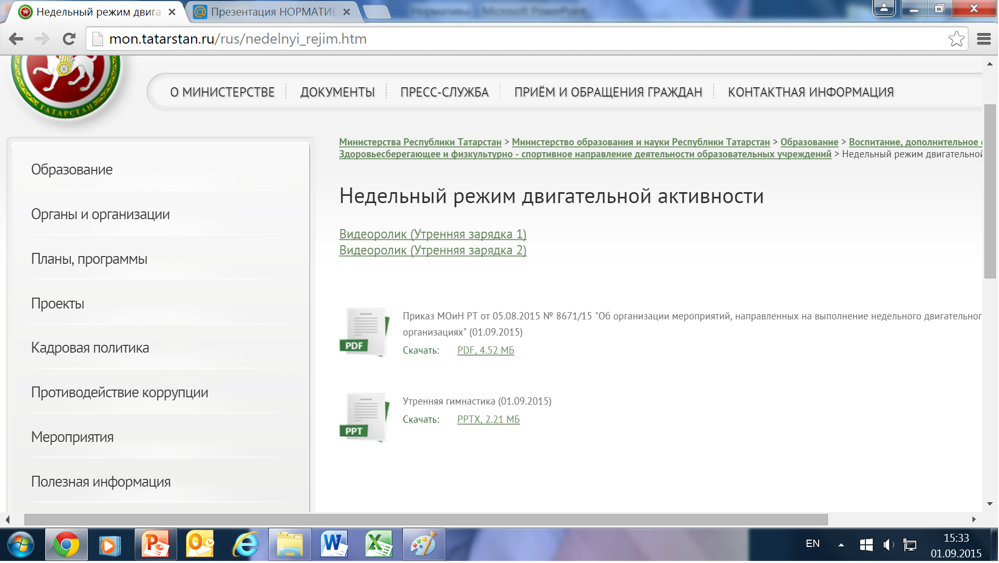 Недельный режим двига
Презентация НОРМАТИВ
Нормативы - Microsoft PowerPoint
mon.tatarstan.ru/rus/nedelnyi_rejim.htm
ТАТАРСТАН
О МИНИСТЕРСТВЕ
ДОКУМЕНТЫ
ПРЕСС-СЛУЖБА
ПРИЁМ И ОБРАЩЕНИЯ ГРАЖДАН
КОНТАКТНАЯ ИНФОРМАЦИЯ
Образование
Органы и организации
Планы, программы
Проекты
Кадровая политика
Противодействие коррупции
Мероприятия
Полезная информация
Министерства Республики Татарстан > Министерство образования и науки Республики Татарстан > Образование > Воспитание, дополнительное
Здоровьесберегающее и физкультурно - спортивное направление деятельности образовательных учреждений > Недельный режим двигательной
Недельный режим двигательной активности
Видеоролик (Утренняя зарядка 1)
Видеоролик (Утренняя зарядка 2)
PDF
Приказ МОиН РТ от 05.08.2015 № 8671/15 "Об организации мероприятий, направленных на выполнение недельного двигательног
организациях" (01.09.2015)
Скачать: PDF, 4.52 МБ
PPT
Утренняя гимнастика (01.09.2015)
Скачать: PPTX, 2.21 МБ
EN
15:33
01.09.2015